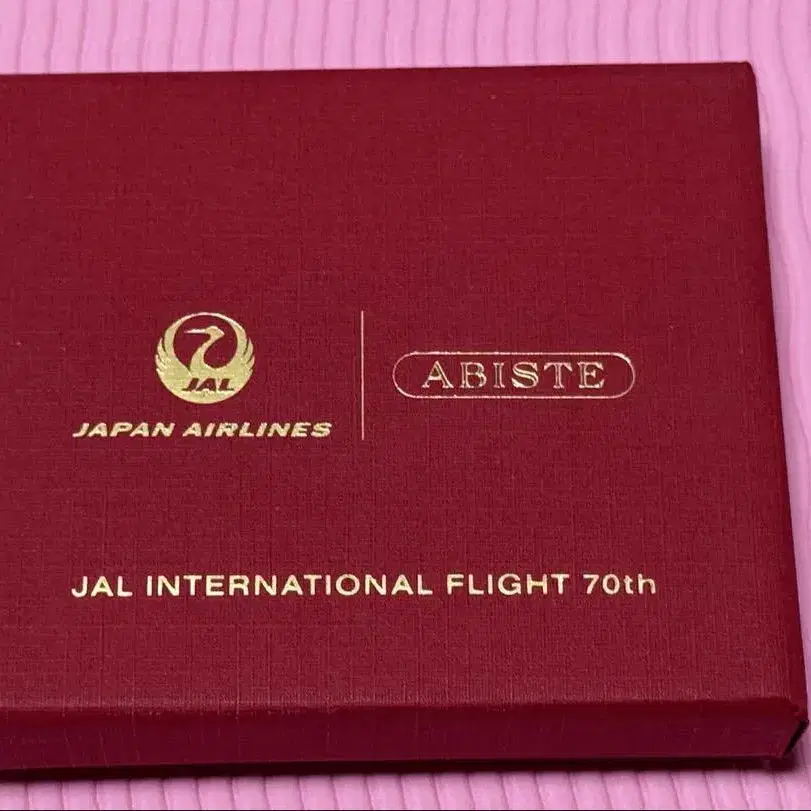 JAL
JAPAN AIRLINES
ABISTE
JAL INTERNATIONAL FLIGHT 70th